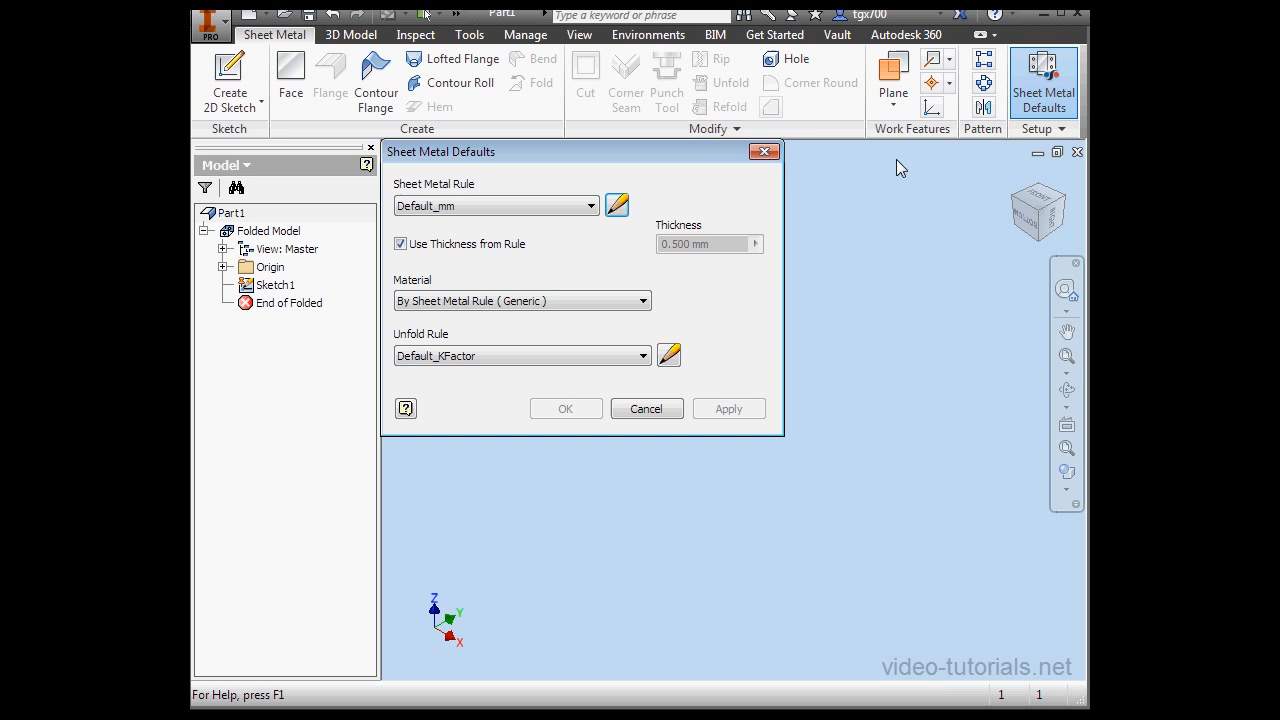 Part1
Type a keyword or phrase
tgx700
PRO
Sheet Metal
3D Model
Inspect
Tools
Manage
View
Environments
BIM
Get Started
Vault
Autodesk 360
Create
2D Sketch
Face
Flange
Contour
Flange
Lofted Flange
Contour Roll
Hem
Bend
Fold
Cut
Corner
Seam
Punch
Tool
Rip
Unfold
Refold
Hole
Corner Round
Plane
Sheet Metal
Defaults
Sketch
Create
Modify
Work Features
Pattern
Setup
Model
Part1
Folded Model
View: Master
Origin
Sketch1
End of Folded
Sheet Metal Defaults
Sheet Metal Rule
Default_mm
Thickness
Use Thickness from Rule
0.500 mm
Material
By Sheet Metal Rule ( Generic )
Unfold Rule
Default_KFactor
OK
Cancel
Apply
FRONT
RIGHT
BOTTOM
Z
Y
X
video-tutorials.net
For Help, press F1
1
1